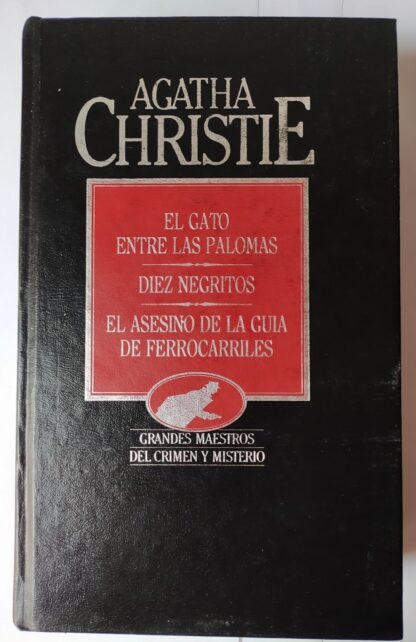 AGATHA
CHRISTIE
EL GATO
ENTRE LAS PALOMAS
DIEZ NEGRITOS
EL ASESINO DE LA GUIA
DE FERROCARRILES
GRANDES MAESTROS
DEL CRIMEN Y MISTERIO